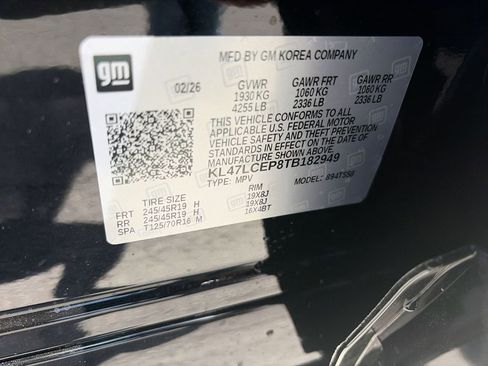 gm
MFD BY GM KOREA COMPANY
02/26 GVWR GAWR FRT GAWR RR
1930 KG 1060 KG 1060 KG
4255 LB 2336 LB 2336 LB
THIS VEHICLE CONFORMS TO ALL
APPLICABLE U.S. FEDERAL MOTOR
VEHICLE SAFETY AND THEFT PREVENTION
STANDARDS IN EFFECT ON THE DATE OF
MANUFACTURE SHOWN ABOVE.
KL47LCEP8TB182949
TYPE: MPV 894TSS8
TIRE SIZE RIM
FRT 245/45R19 H 19X8J
RR 245/45R19 H 19X8J
SPA T125/70R16 M 16X4BT